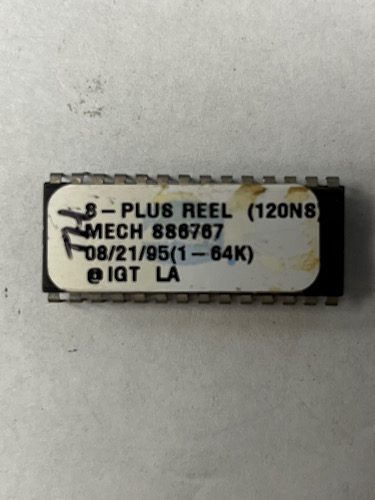 S-PLUS REEL (120NS)
MECH 886767
08/21/95(1-64K)
@ IGT LA